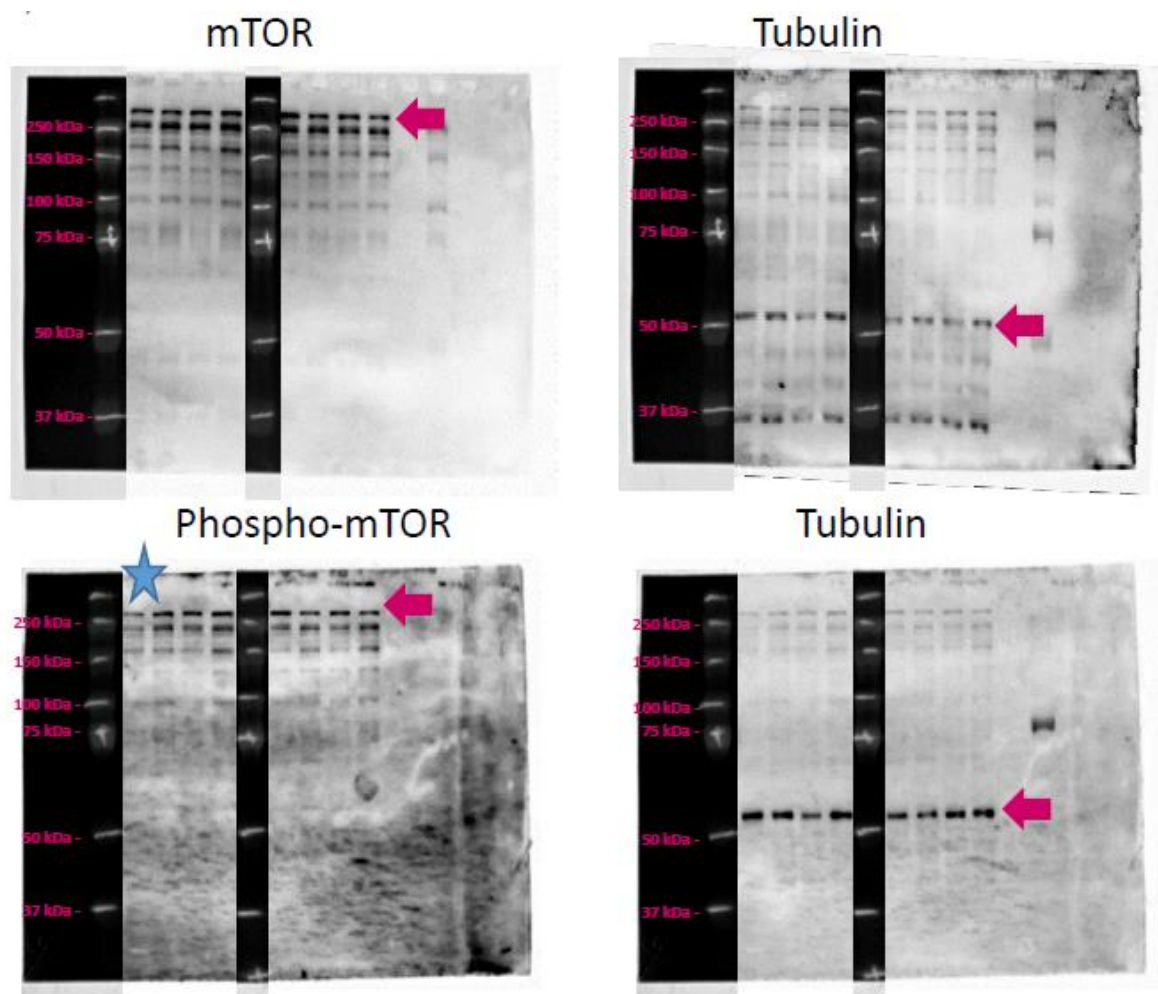 mTOR
Tubulin
250 kDa -
150 kDa -
100 kDa -
75 kDa -
50 kDa -
37 kDa -
250 kDa -
150 kDa -
100 kDa -
75 kDa -
50 kDa -
37 kDa -
Phospho-mTOR
Tubulin
250 kDa -
150 kDa -
100 kDa -
75 kDa -
50 kDa -
37 kDa -
250 kDa -
150 kDa -
100 kDa -
75 kDa -
50 kDa -
37 kDa -